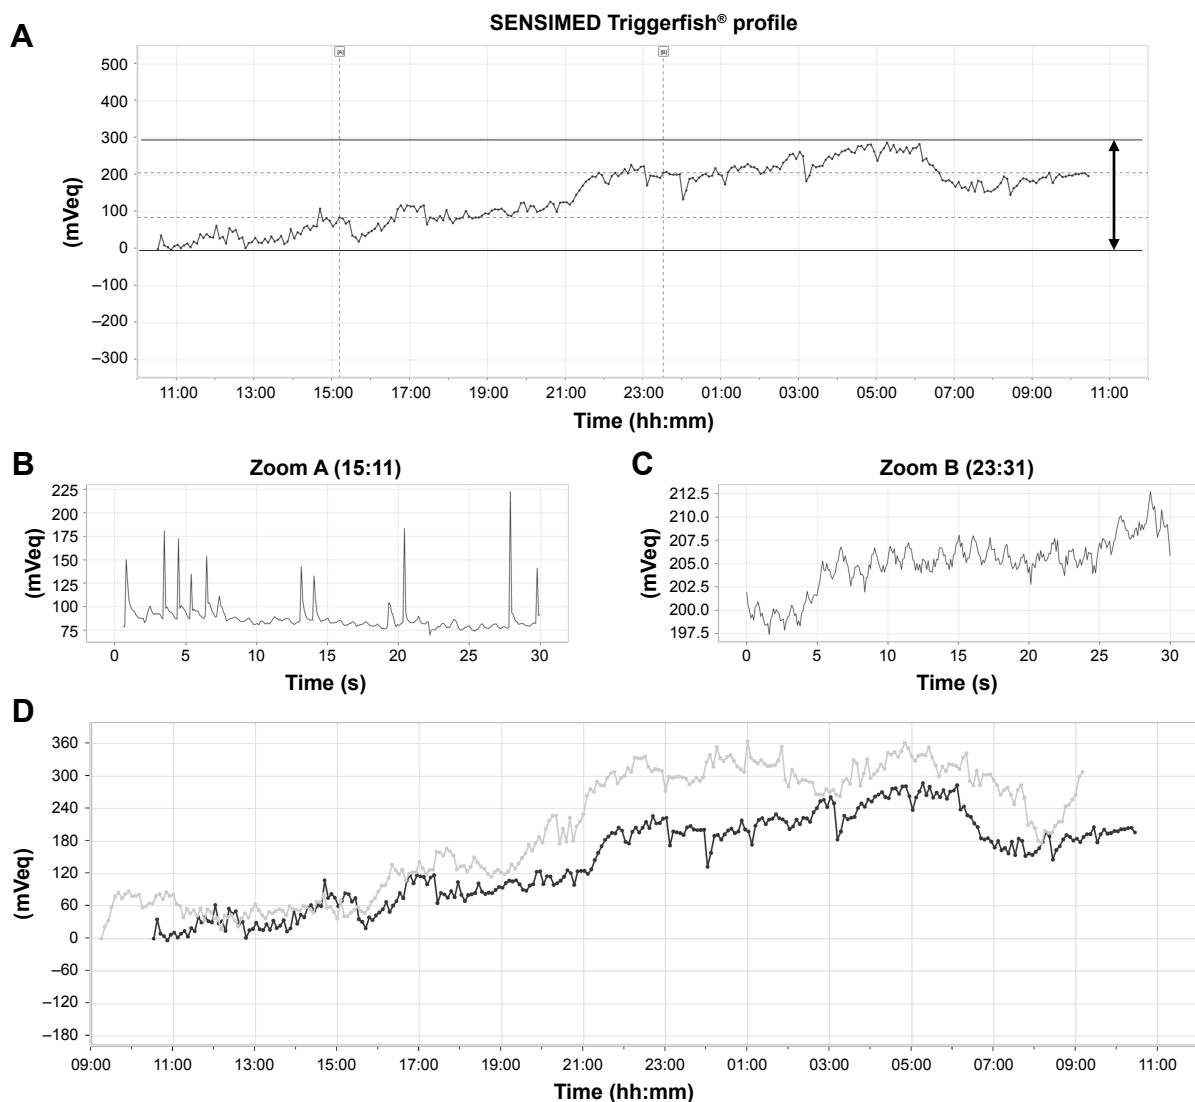 SENSIMED Triggerfish® profile
A
[A]
[B]
500
400
300
200
100
0
–100
–200
–300
(mVeq)
11:00 13:00 15:00 17:00 19:00 21:00 23:00 01:00 03:00 05:00 07:00 09:00 11:00
Time (hh:mm)
B
Zoom A (15:11)
225
200
175
150
125
100
75
(mVeq)
0 5 10 15 20 25 30
Time (s)
C
Zoom B (23:31)
212.5
210.0
207.5
205.0
202.5
200.0
197.5
(mVeq)
0 5 10 15 20 25 30
Time (s)
D
360
300
240
180
120
60
0
–60
–120
–180
(mVeq)
09:00 11:00 13:00 15:00 17:00 19:00 21:00 23:00 01:00 03:00 05:00 07:00 09:00 11:00
Time (hh:mm)